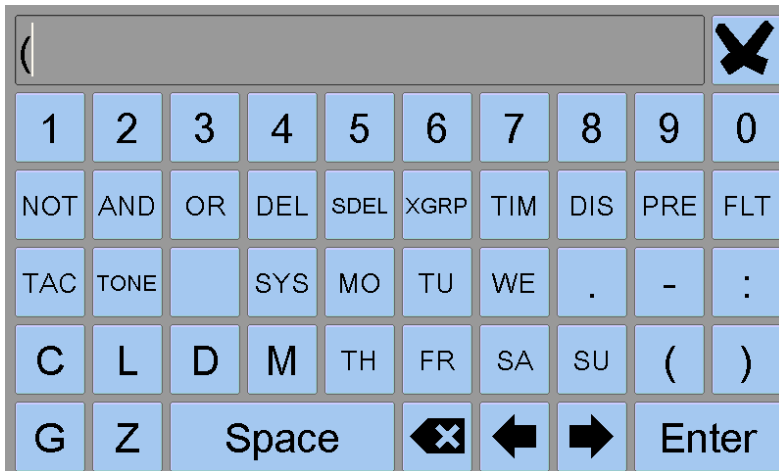 (
1 2 3 4 5 6 7 8 9 0
NOT AND OR DEL SDEL XGRP TIM DIS PRE FLT
TAC TONE SYS MO TU WE . - :
C L D M TH FR SA SU ( )
G Z Space Enter